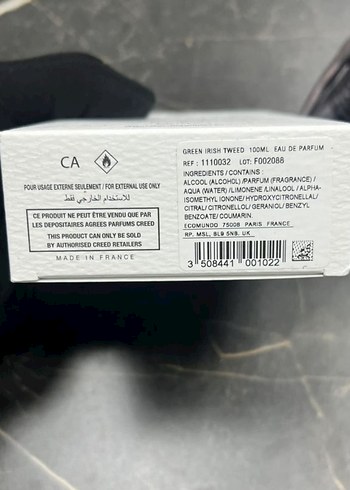 CA
POUR USAGE EXTERNE SEULEMENT / FOR EXTERNAL USE ONLY
للاستخدام الخارجي فقط
CE PRODUIT NE PEUT ÊTRE VENDU QUE PAR
LES DEPOSITAIRES AGREES PARFUMS CREED
THIS PRODUCT CAN ONLY BE SOLD
BY AUTHORISED CREED RETAILERS
MADE IN FRANCE
GREEN IRISH TWEED 100ML EAU DE PARFUM
REF : 1110032 LOT: F002088
INGREDIENTS / CONTAINS :
ALCOOL (ALCOHOL) /PARFUM (FRAGRANCE) /
AQUA (WATER) /LIMONENE /LINALOOL / ALPHA-
ISOMETHYL IONONE/ HYDROXYCITRONELLAL/
CITRAL/ CITRONELLOL/ GERANIOL/ BENZYL
BENZOATE/ COUMARIN.
ECOMUNDO 75008 PARIS FRANCE
RP, MSL, BL9 5NB, UK
3 508441 001022